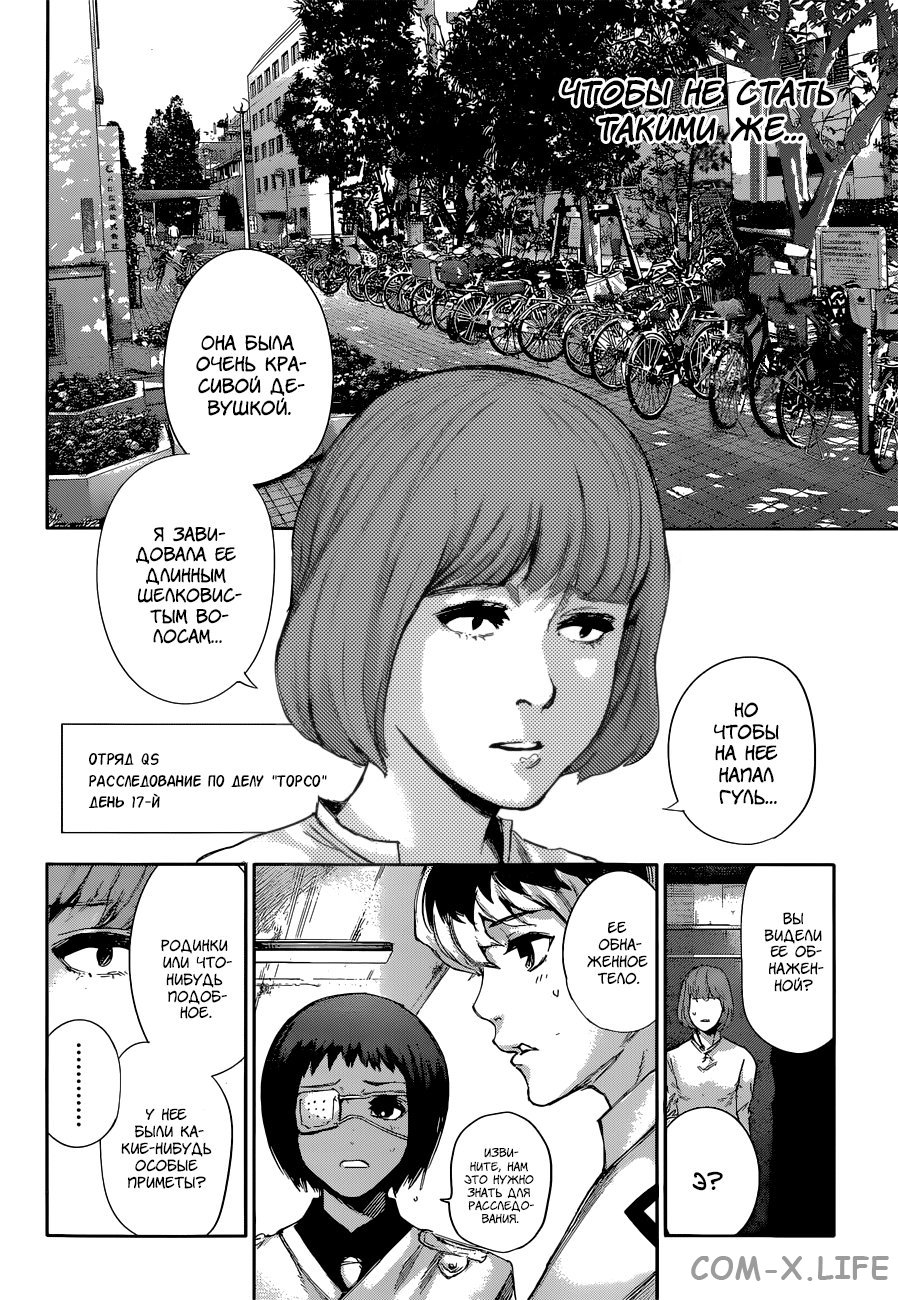 ЧТОБЫ НЕ СТАТЬ
ТАКИМИ ЖЕ...
ОНА БЫЛА
ОЧЕНЬ КРА-
СИВОЙ ДЕ-
ВУШКОЙ.
Я ЗАВИ-
ДОВАЛА ЕЕ
ДЛИННЫМ
ШЕЛКОВИС-
ТЫМ ВО-
ЛОСАМ...
НО
ЧТОБЫ
НА НЕЕ
НАПАЛ
ГУЛЬ...
ОТРЯД QS
РАССЛЕДОВАНИЕ ПО ДЕЛУ "ТОРСО"
ДЕНЬ 17-Й
ВЫ
ВИДЕЛИ
ЕЕ ОБ-
НАЖЕН-
НОЙ?
Э?
ЕЕ
ОБНА-
ЖЕННОЕ
ТЕЛО.
ИЗВИ-
НИТЕ, НАМ
ЭТО НУЖНО
ЗНАТЬ ДЛЯ
РАССЛЕДО-
ВАНИЯ.
РОДИНКИ
ИЛИ ЧТО-
НИБУДЬ
ПОДОБ-
НОЕ.
У НЕЕ
БЫЛИ КА-
КИЕ-НИБУДЬ
ОСОБЫЕ
ПРИМЕТЫ?
.........
COM-X.LIFE